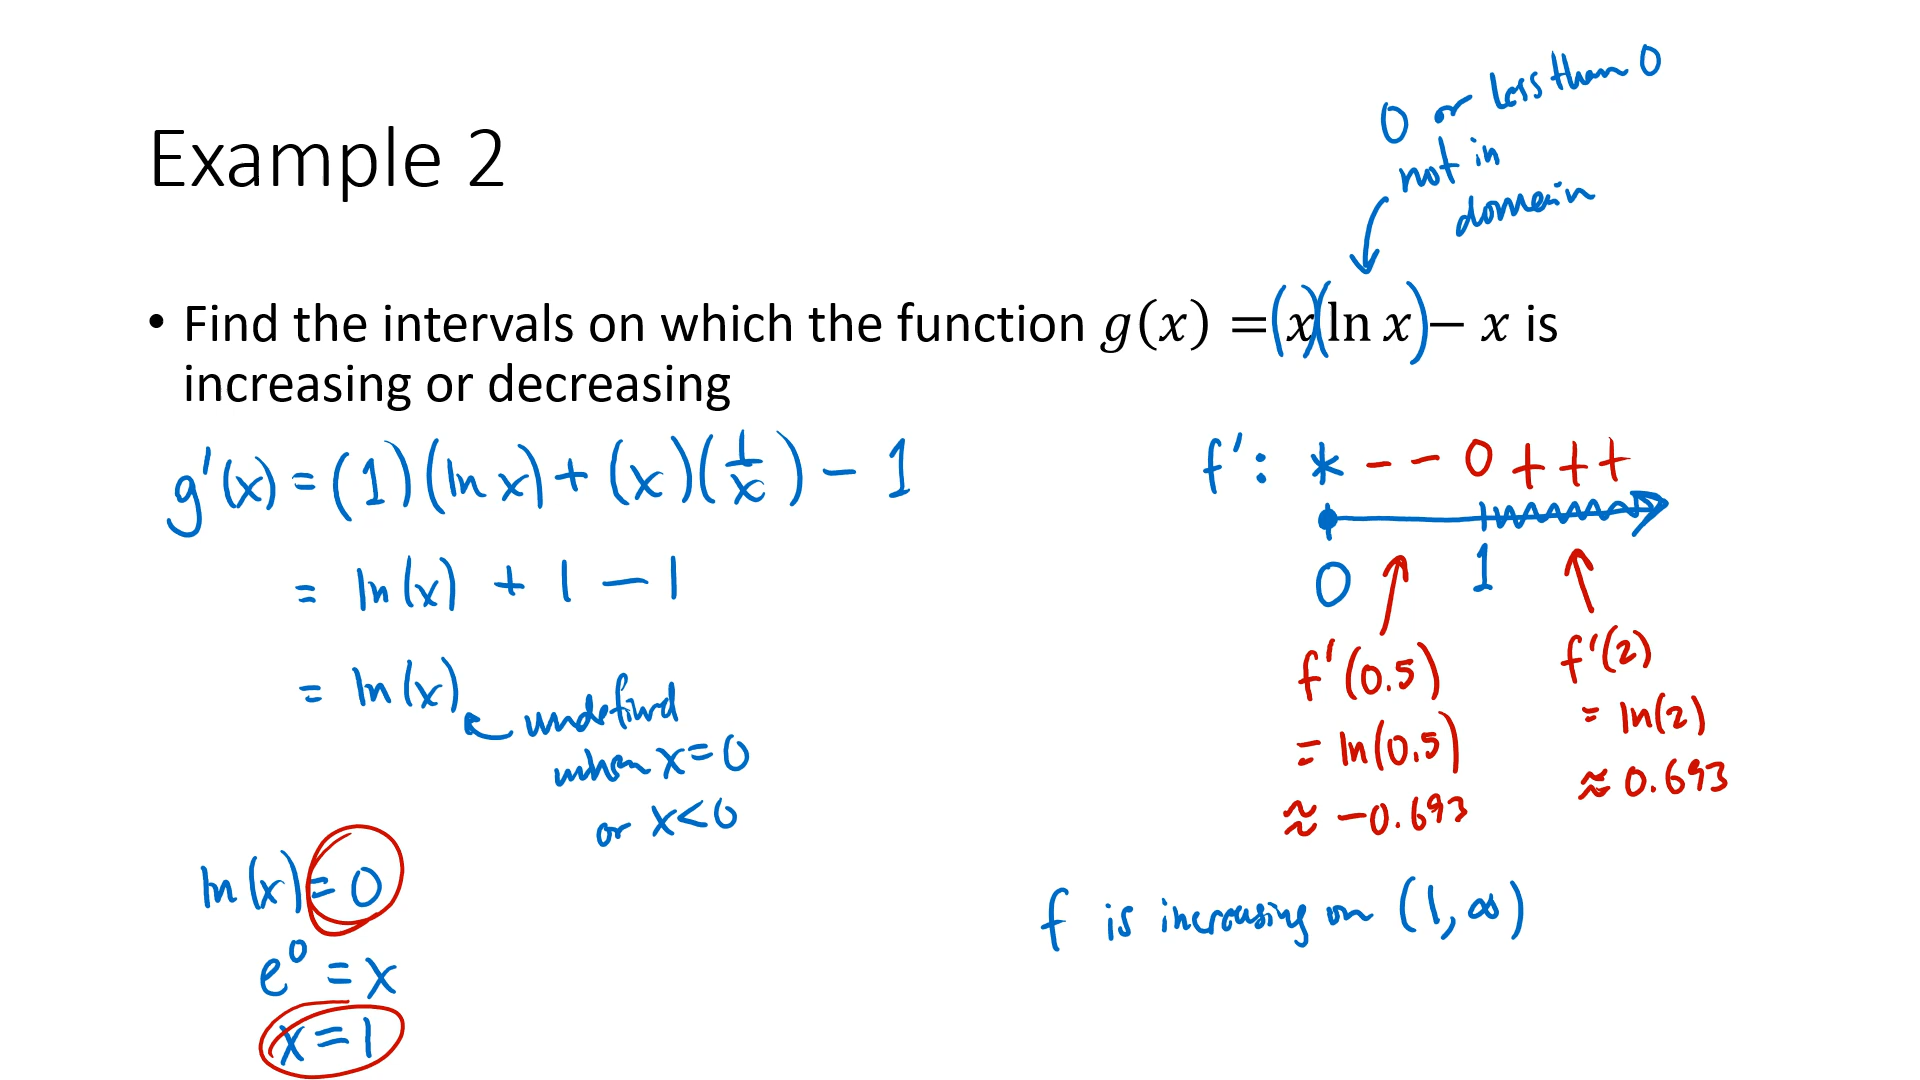 0 or less than 0
not in
domain
Example 2
• Find the intervals on which the function g(x) = (x)(ln x) − x is
increasing or decreasing
g'(x) = (1)(ln x) + (x)(1/x) − 1
= ln(x) + 1 − 1
= ln(x)
undefined
when x=0
or x<0
ln(x) = 0
e⁰ = x
x = 1
f': * - - 0 + + +
0 1
f'(0.5)
= ln(0.5)
≈ −0.693
f'(2)
= ln(2)
≈ 0.693
f is increasing on (1, ∞)